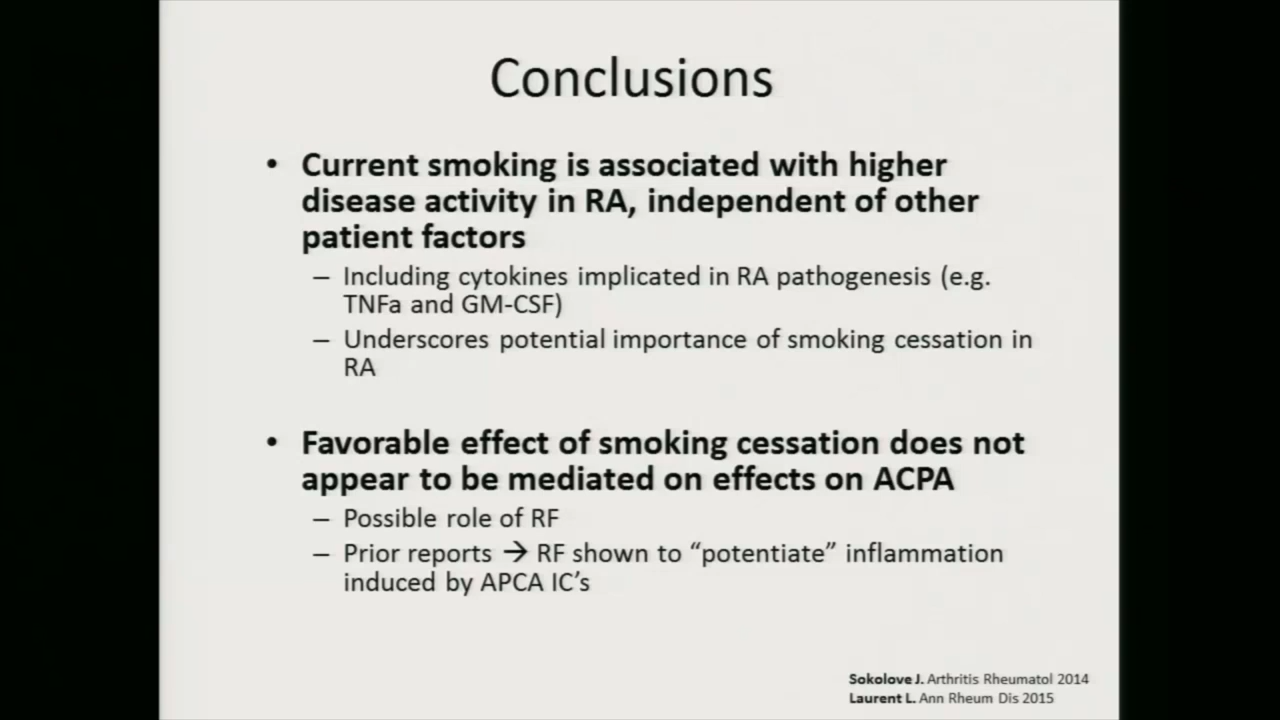 Conclusions
• Current smoking is associated with higher
disease activity in RA, independent of other
patient factors
– Including cytokines implicated in RA pathogenesis (e.g.
TNFa and GM-CSF)
– Underscores potential importance of smoking cessation in
RA
• Favorable effect of smoking cessation does not
appear to be mediated on effects on ACPA
– Possible role of RF
– Prior reports → RF shown to “potentiate” inflammation
induced by APCA IC’s
Sokolove J. Arthritis Rheumatol 2014
Laurent L. Ann Rheum Dis 2015